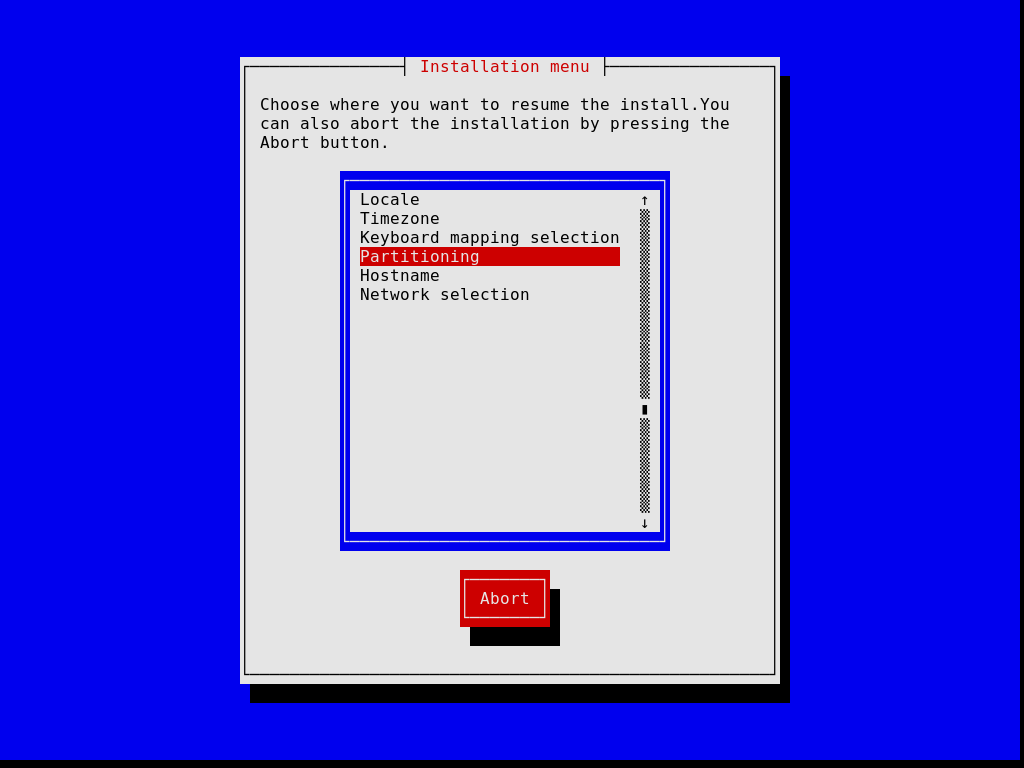 Installation menu
Choose where you want to resume the install.You
can also abort the installation by pressing the
Abort button.
Locale
Timezone
Keyboard mapping selection
Partitioning
Hostname
Network selection
Abort